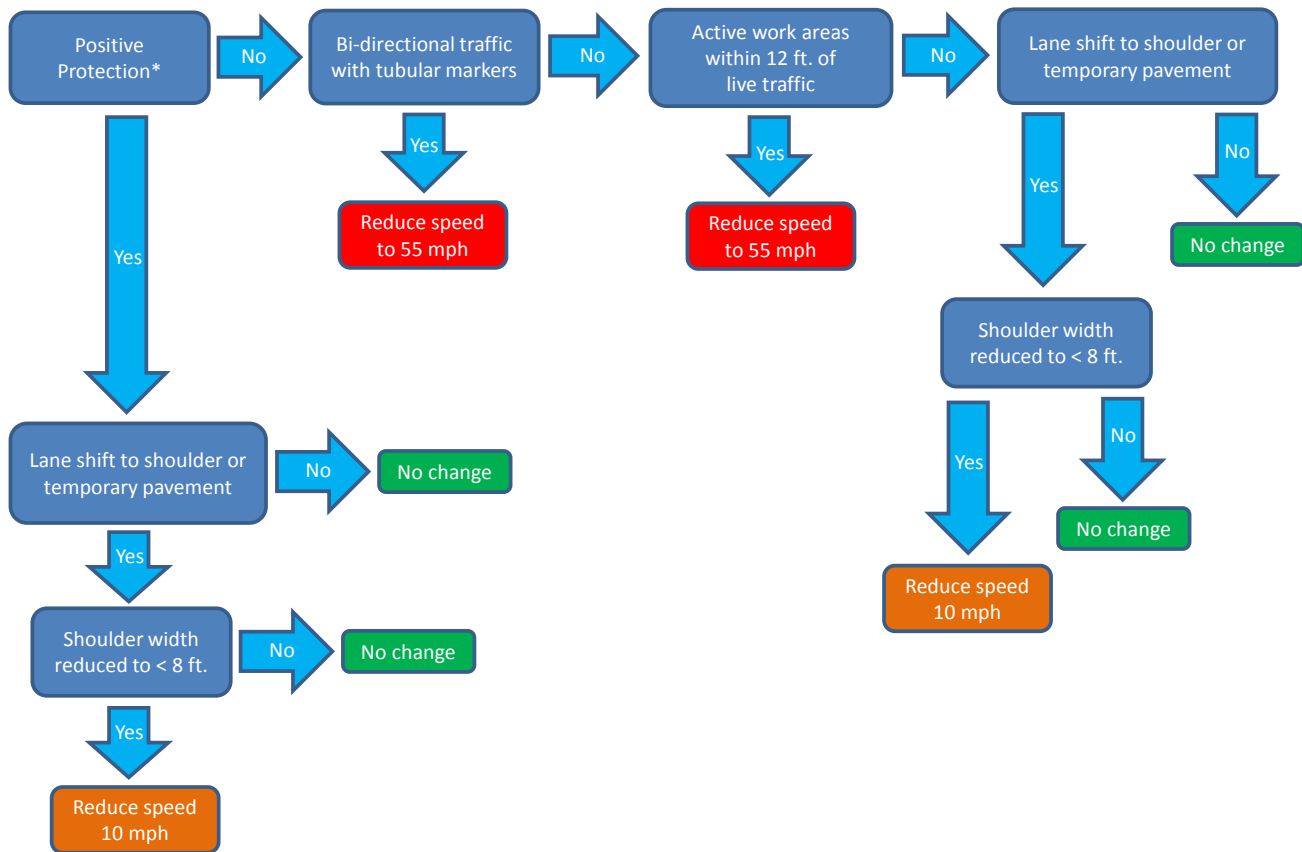 Positive
Protection*
No
Bi-directional traffic
with tubular markers
No
Active work areas
within 12 ft. of
live traffic
No
Lane shift to shoulder or
temporary pavement
Yes
Yes
Yes
Yes
No
Reduce speed
to 55 mph
Reduce speed
to 55 mph
No change
Shoulder width
reduced to < 8 ft.
Lane shift to shoulder or
temporary pavement
No
No change
Yes
No
No change
Yes
Reduce speed
10 mph
Shoulder width
reduced to < 8 ft.
No
No change
Yes
Reduce speed
10 mph